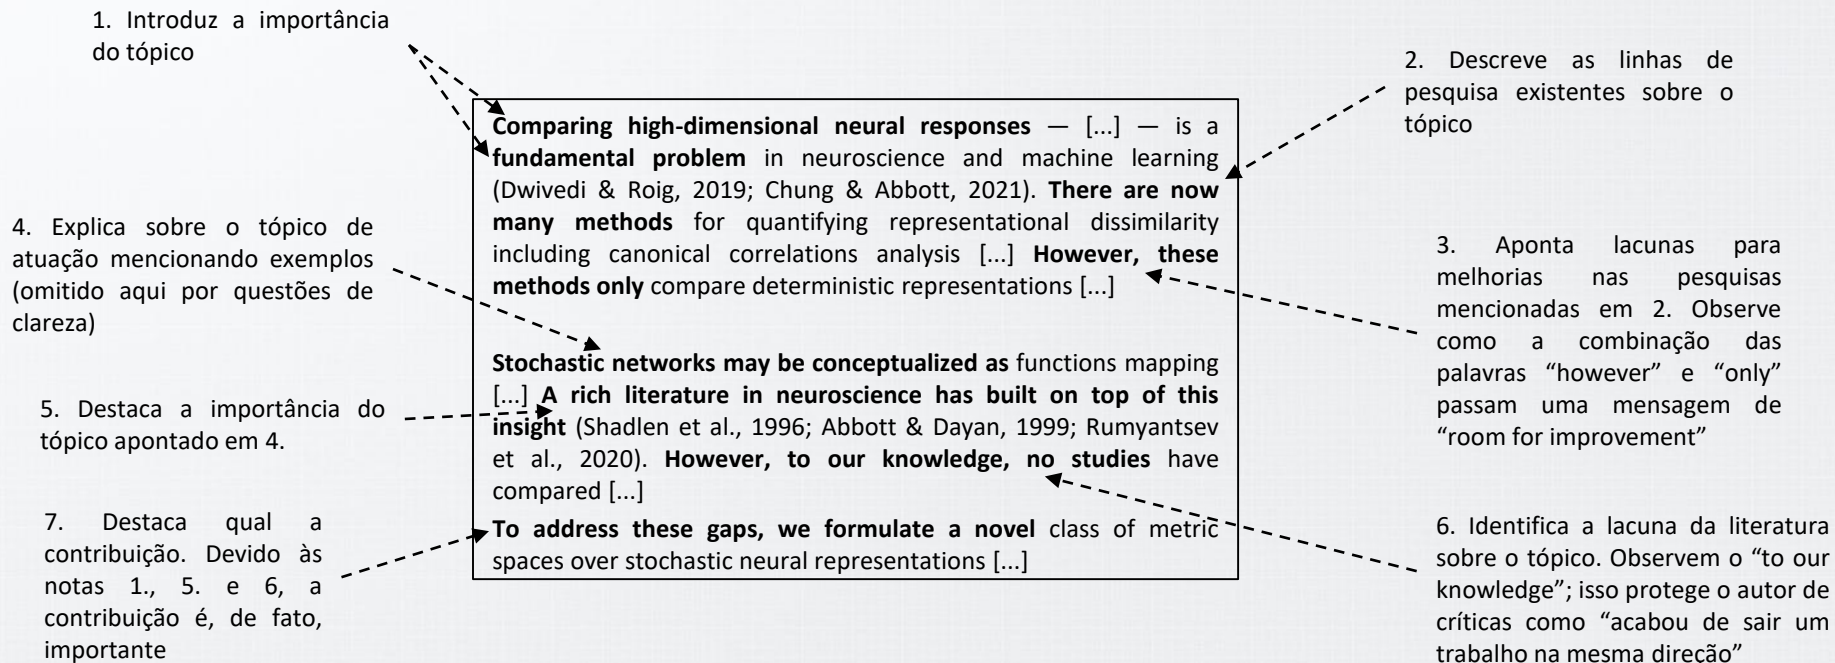 1. Introduz a importância
do tópico
2. Descreve as linhas de
pesquisa existentes sobre o
tópico
Comparing high-dimensional neural responses — [...] — is a
fundamental problem in neuroscience and machine learning
(Dwivedi & Roig, 2019; Chung & Abbott, 2021). There are now
many methods for quantifying representational dissimilarity
including canonical correlations analysis [...] However, these
methods only compare deterministic representations [...]
3. Aponta lacunas para
melhorias nas pesquisas
mencionadas em 2. Observe
como a combinação das
palavras “however” e “only”
passam uma mensagem de
“room for improvement”
4. Explica sobre o tópico de
atuação mencionando exemplos
(omitido aqui por questões de
clareza)
Stochastic networks may be conceptualized as functions mapping
[...] A rich literature in neuroscience has built on top of this
insight (Shadlen et al., 1996; Abbott & Dayan, 1999; Rumyantsev
et al., 2020). However, to our knowledge, no studies have
compared [...]
5. Destaca a importância do
tópico apontado em 4.
6. Identifica a lacuna da literatura
sobre o tópico. Observem o “to our
knowledge”; isso protege o autor de
críticas como “acabou de sair um
trabalho na mesma direção”
7. Destaca qual a
contribuição. Devido às
notas 1., 5. e 6, a
contribuição é, de fato,
importante
To address these gaps, we formulate a novel class of metric
spaces over stochastic neural representations [...]